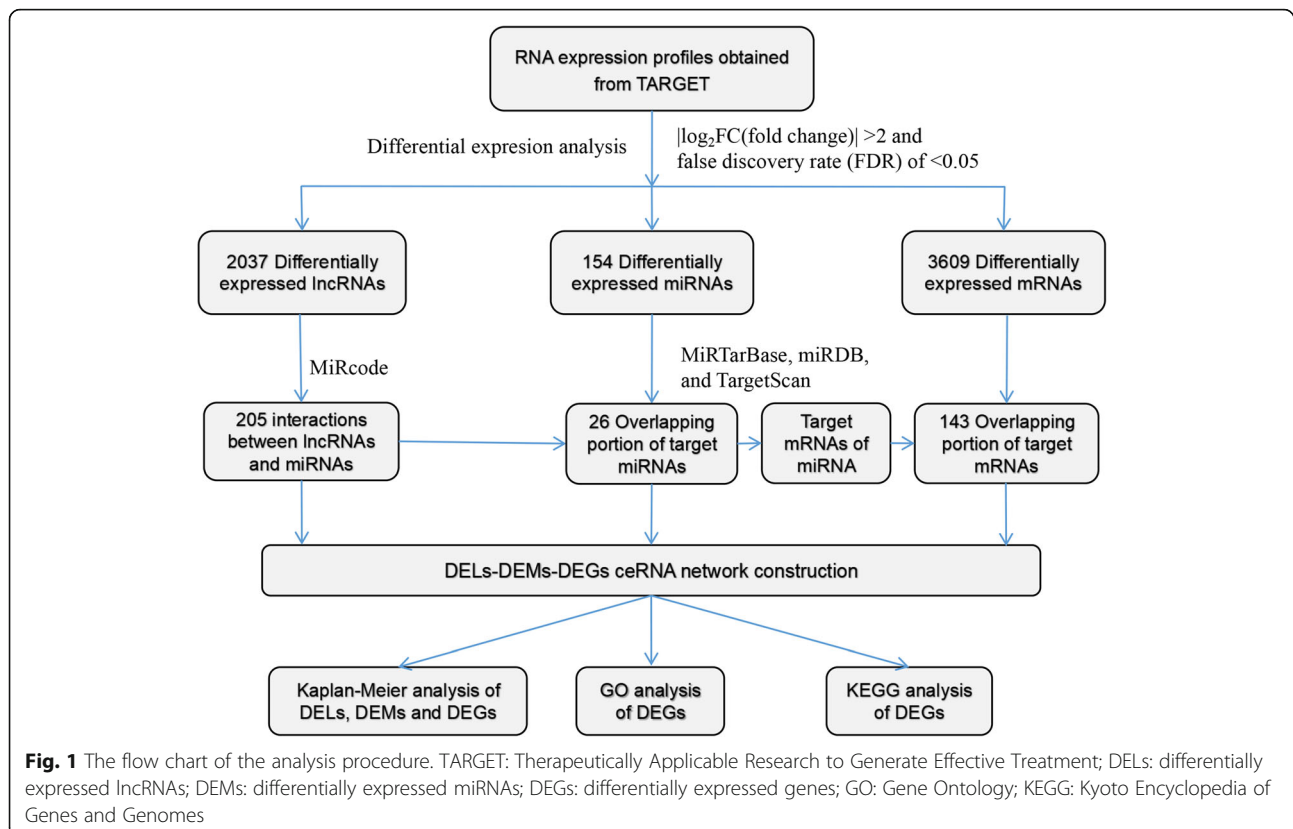 RNA expression profiles obtained
from TARGET
Differential expresion analysis
|log₂FC(fold change)| >2 and
false discovery rate (FDR) of <0.05
2037 Differentially
expressed lncRNAs
154 Differentially
expressed miRNAs
3609 Differentially
expressed mRNAs
MiRcode
MiRTarBase, miRDB,
and TargetScan
205 interactions
between lncRNAs
and miRNAs
26 Overlapping
portion of target
miRNAs
Target
mRNAs of
miRNA
143 Overlapping
portion of target
mRNAs
DELs-DEMs-DEGs ceRNA network construction
Kaplan-Meier analysis of
DELs, DEMs and DEGs
GO analysis
of DEGs
KEGG analysis
of DEGs
Fig. 1 The flow chart of the analysis procedure. TARGET: Therapeutically Applicable Research to Generate Effective Treatment; DELs: differentially
expressed lncRNAs; DEMs: differentially expressed miRNAs; DEGs: differentially expressed genes; GO: Gene Ontology; KEGG: Kyoto Encyclopedia of
Genes and Genomes